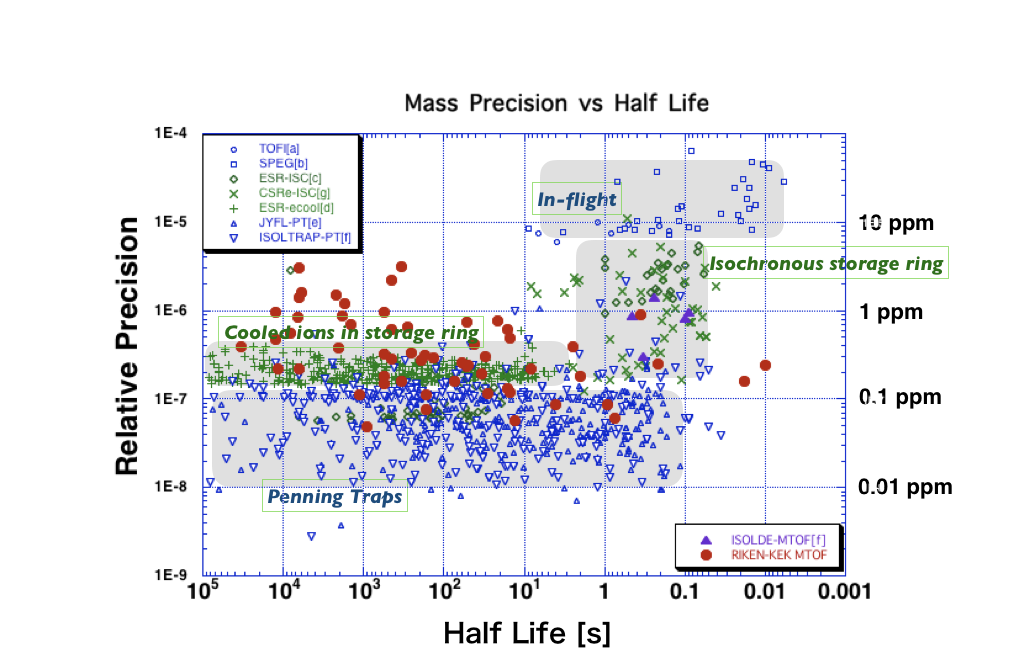 Mass Precision vs Half Life
1E-4
TOFI[a]
SPEG[b]
ESR-ISC[c]
CSRe-ISC[g]
ESR-ecool[d]
JYFL-PT[e]
ISOLTRAP-PT[f]
In-flight
1E-5
10 ppm
Isochronous storage ring
1E-6
1 ppm
Cooled ions in storage ring
1E-7
0.1 ppm
1E-8
0.01 ppm
Penning Traps
ISOLDE-MTOF[f]
RIKEN-KEK MTOF
1E-9
10⁵ 10⁴ 10³ 10² 10¹ 1 0.1 0.01 0.001
Half Life [s]
Relative Precision